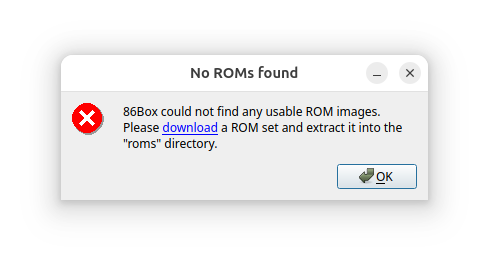 No ROMs found
86Box could not find any usable ROM images.
Please download a ROM set and extract it into the
"roms" directory.
OK